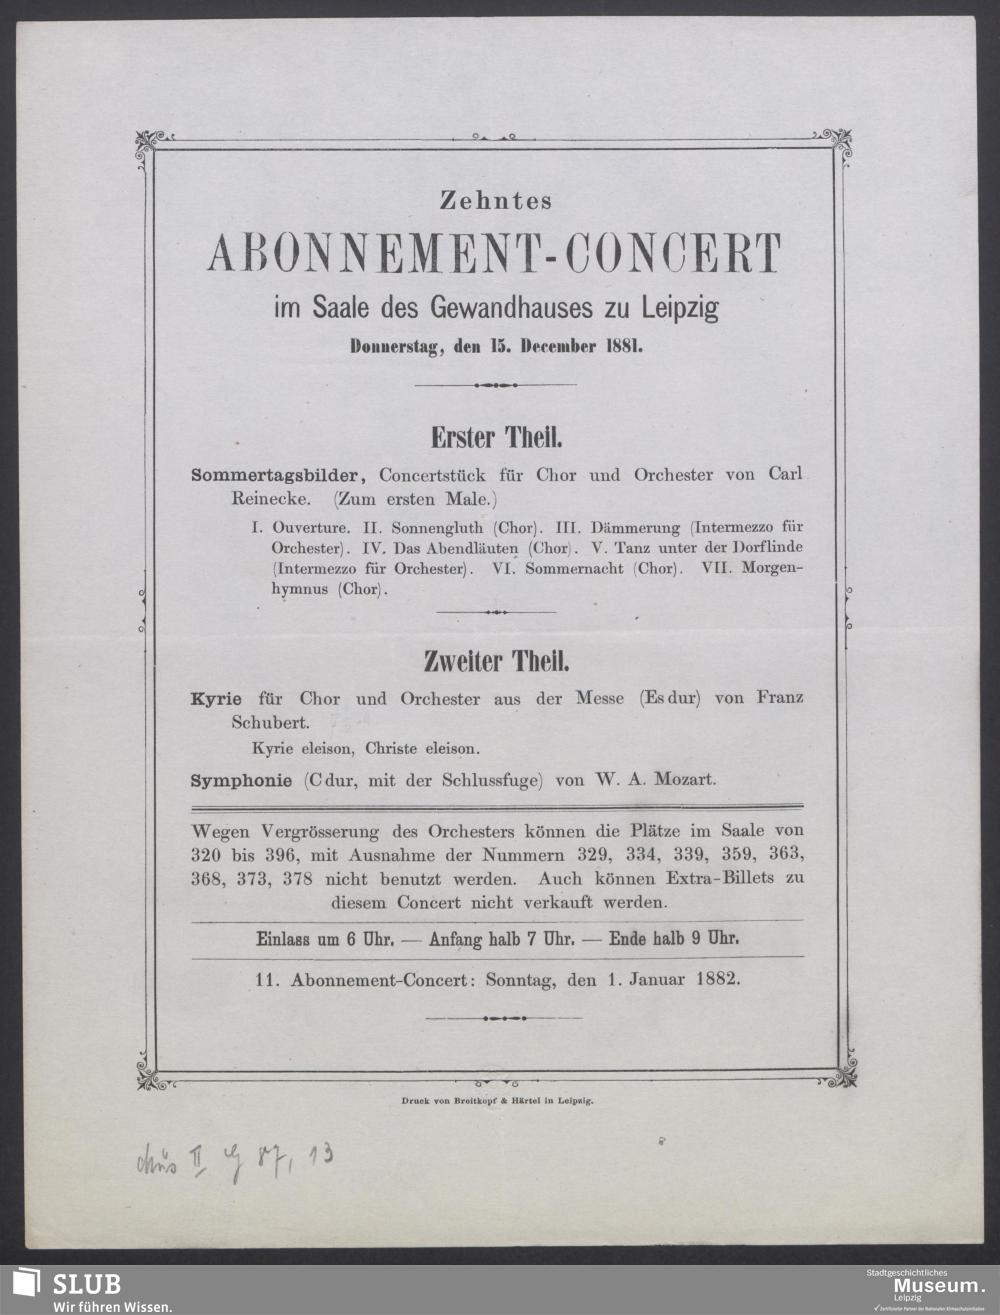 Zehntes
ABONNEMENT-CONCERT
im Saale des Gewandhauses zu Leipzig
Donnerstag, den 15. December 1881.
Erster Theil.
Sommertagsbilder, Concertstück für Chor und Orchester von Carl
Reinecke. (Zum ersten Male.)
I. Ouverture. II. Sonnengluth (Chor). III. Dämmerung (Intermezzo für
Orchester). IV. Das Abendläuten (Chor). V. Tanz unter der Dorflinde
(Intermezzo für Orchester). VI. Sommernacht (Chor). VII. Morgen-
hymnus (Chor).
Zweiter Theil.
Kyrie für Chor und Orchester aus der Messe (Es dur) von Franz
Schubert.
Kyrie eleison, Christe eleison.
Symphonie (C dur, mit der Schlussfuge) von W. A. Mozart.
Wegen Vergrösserung des Orchesters können die Plätze im Saale von
320 bis 396, mit Ausnahme der Nummern 329, 334, 339, 359, 363,
368, 373, 378 nicht benutzt werden. Auch können Extra-Billets zu
diesem Concert nicht verkauft werden.
Einlass um 6 Uhr. — Anfang halb 7 Uhr. — Ende halb 9 Uhr.
11. Abonnement-Concert: Sonntag, den 1. Januar 1882.
Druck von Breitkopf & Härtel in Leipzig.
II G 87, 13
SLUB
Wir führen Wissen.
Stadtgeschichtliches
Museum.
Leipzig
Zertifizierter Partner der Nationalen Klimaschutzinitiative